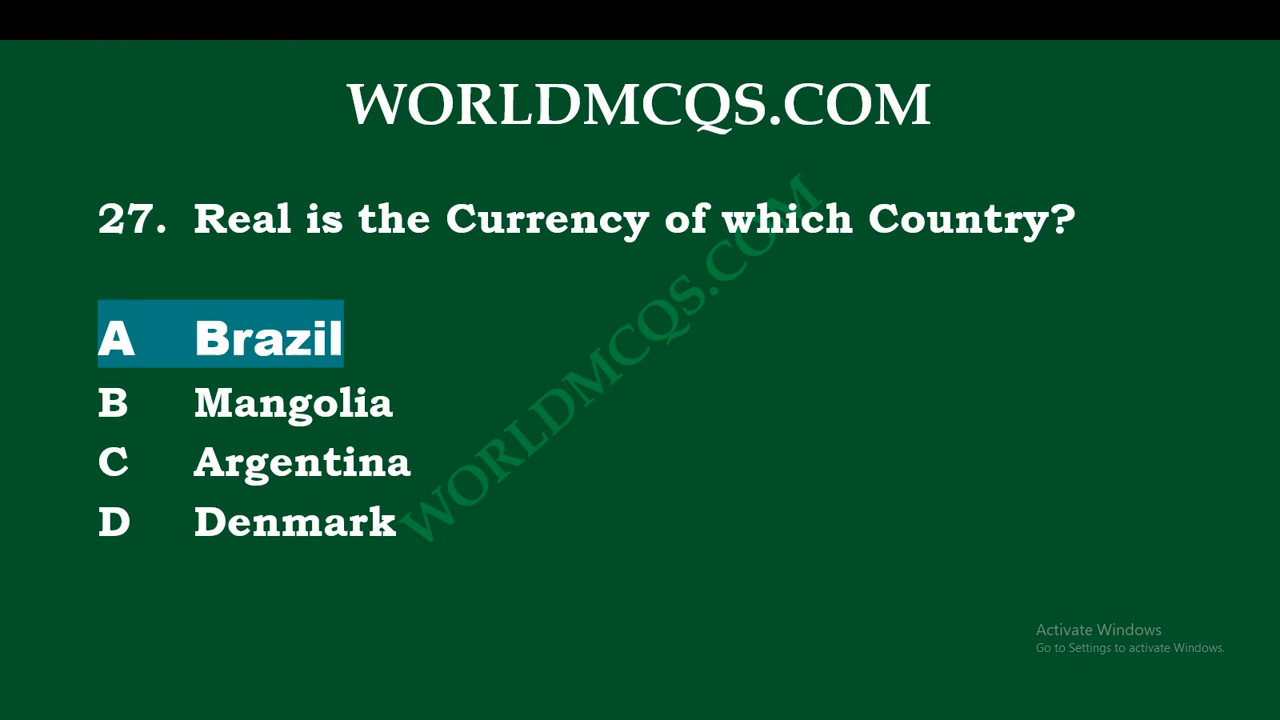 WORLDMCQS.COM
27. Real is the Currency of which Country?
A Brazil
B Mangolia
C Argentina
D Denmark
WORLDMCQS.COM
Activate Windows
Go to Settings to activate Windows.